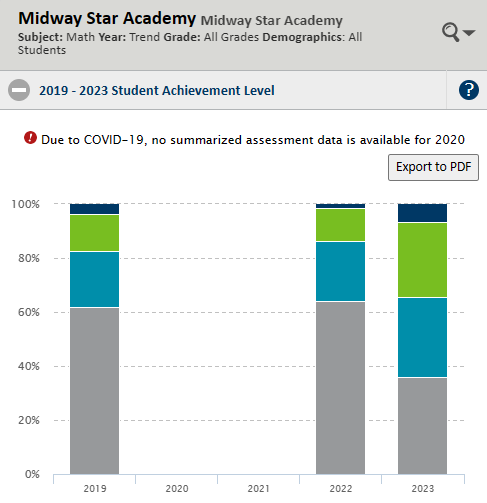 Midway Star Academy Midway Star Academy
Subject: Math Year: Trend Grade: All Grades Demographics: All
Students
2019 - 2023 Student Achievement Level
?
! Due to COVID-19, no summarized assessment data is available for 2020
Export to PDF
100%
80%
60%
40%
20%
0%
2019 2020 2021 2022 2023